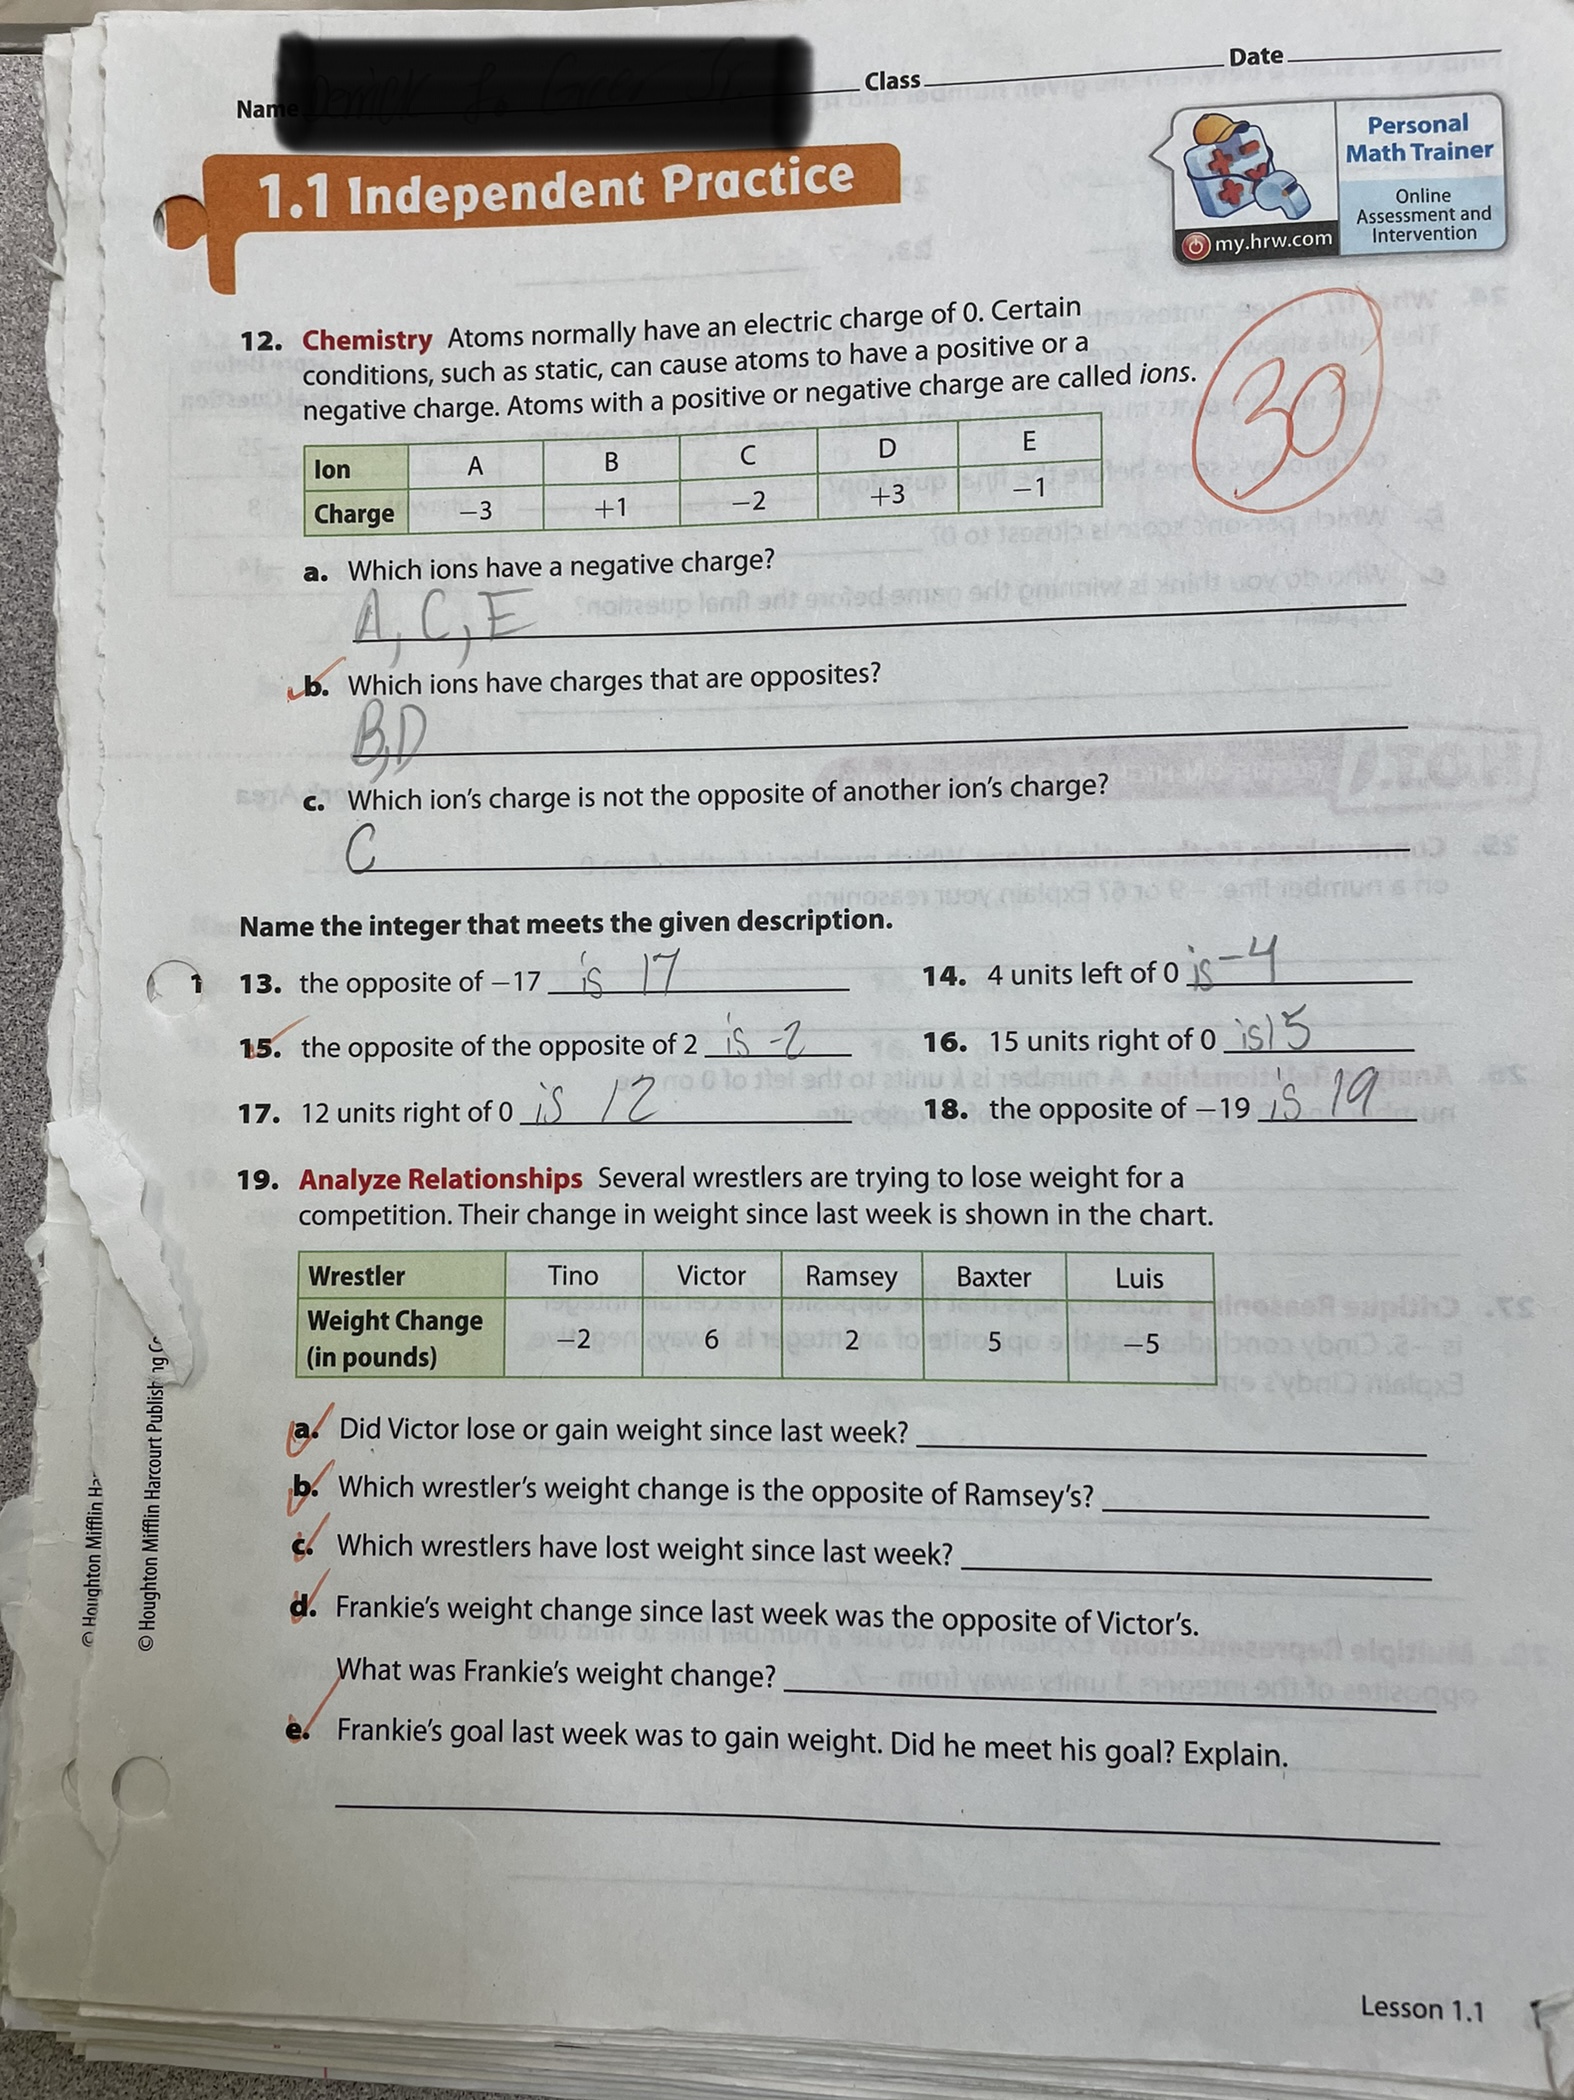 Name
Class
Date
1.1 Independent Practice
Personal
Math Trainer
Online
Assessment and
Intervention
my.hrw.com
12. Chemistry Atoms normally have an electric charge of 0. Certain
conditions, such as static, can cause atoms to have a positive or a
negative charge. Atoms with a positive or negative charge are called ions.
30
Ion A B C D E
Charge −3 +1 −2 +3 −1
a. Which ions have a negative charge?
A, C, E
b. Which ions have charges that are opposites?
B,D
c. Which ion's charge is not the opposite of another ion's charge?
C
Name the integer that meets the given description.
1 13. the opposite of −17 is 17
14. 4 units left of 0 is -4
15. the opposite of the opposite of 2 is -2
16. 15 units right of 0 is 15
17. 12 units right of 0 is 12
18. the opposite of −19 is 19
19. Analyze Relationships Several wrestlers are trying to lose weight for a
competition. Their change in weight since last week is shown in the chart.
Wrestler Tino Victor Ramsey Baxter Luis
Weight Change
(in pounds) −2 6 2 5 −5
a. Did Victor lose or gain weight since last week?
b. Which wrestler's weight change is the opposite of Ramsey's?
c. Which wrestlers have lost weight since last week?
d. Frankie's weight change since last week was the opposite of Victor's.
What was Frankie's weight change?
e. Frankie's goal last week was to gain weight. Did he meet his goal? Explain.
© Houghton Mifflin
© Houghton Mifflin Harcourt Publishing
Lesson 1.1